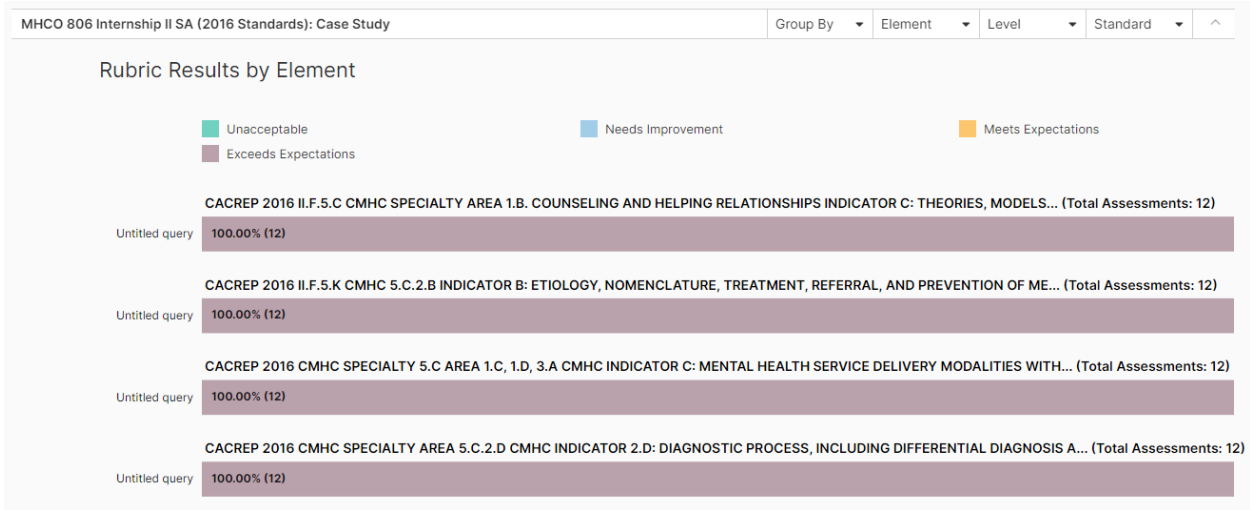 MHCO 806 Internship II SA (2016 Standards): Case Study Group By Element Level Standard
Rubric Results by Element
Unacceptable Needs Improvement Meets Expectations
Exceeds Expectations
CACREP 2016 II.F.5.C CMHC SPECIALTY AREA 1.B. COUNSELING AND HELPING RELATIONSHIPS INDICATOR C: THEORIES, MODELS... (Total Assessments: 12)
Untitled query 100.00% (12)
CACREP 2016 II.F.5.K CMHC 5.C.2.B INDICATOR B: ETIOLOGY, NOMENCLATURE, TREATMENT, REFERRAL, AND PREVENTION OF ME... (Total Assessments: 12)
Untitled query 100.00% (12)
CACREP 2016 CMHC SPECIALTY 5.C AREA 1.C, 1.D, 3.A CMHC INDICATOR C: MENTAL HEALTH SERVICE DELIVERY MODALITIES WITH... (Total Assessments: 12)
Untitled query 100.00% (12)
CACREP 2016 CMHC SPECIALTY AREA 5.C.2.D CMHC INDICATOR 2.D: DIAGNOSTIC PROCESS, INCLUDING DIFFERENTIAL DIAGNOSIS A... (Total Assessments: 12)
Untitled query 100.00% (12)